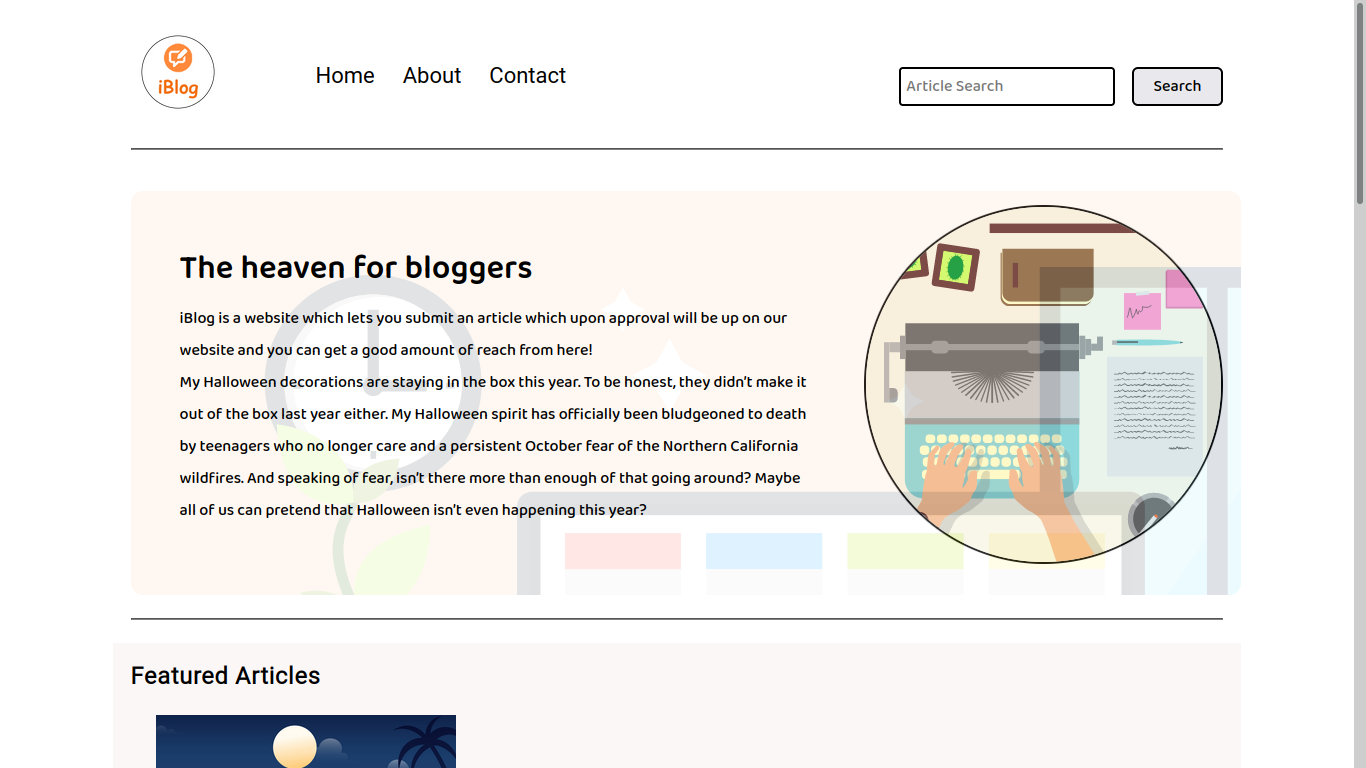 iBlog
Home About Contact
Article Search
Search
The heaven for bloggers
iBlog is a website which lets you submit an article which upon approval will be up on our
website and you can get a good amount of reach from here!
My Halloween decorations are staying in the box this year. To be honest, they didn't make it
out of the box last year either. My Halloween spirit has officially been bludgeoned to death
by teenagers who no longer care and a persistent October fear of the Northern California
wildfires. And speaking of fear, isn't there more than enough of that going around? Maybe
all of us can pretend that Halloween isn't even happening this year?
Featured Articles